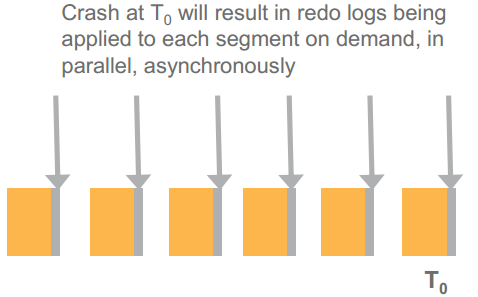 Crash at T₀ will result in redo logs being
applied to each segment on demand, in
parallel, asynchronously
T₀